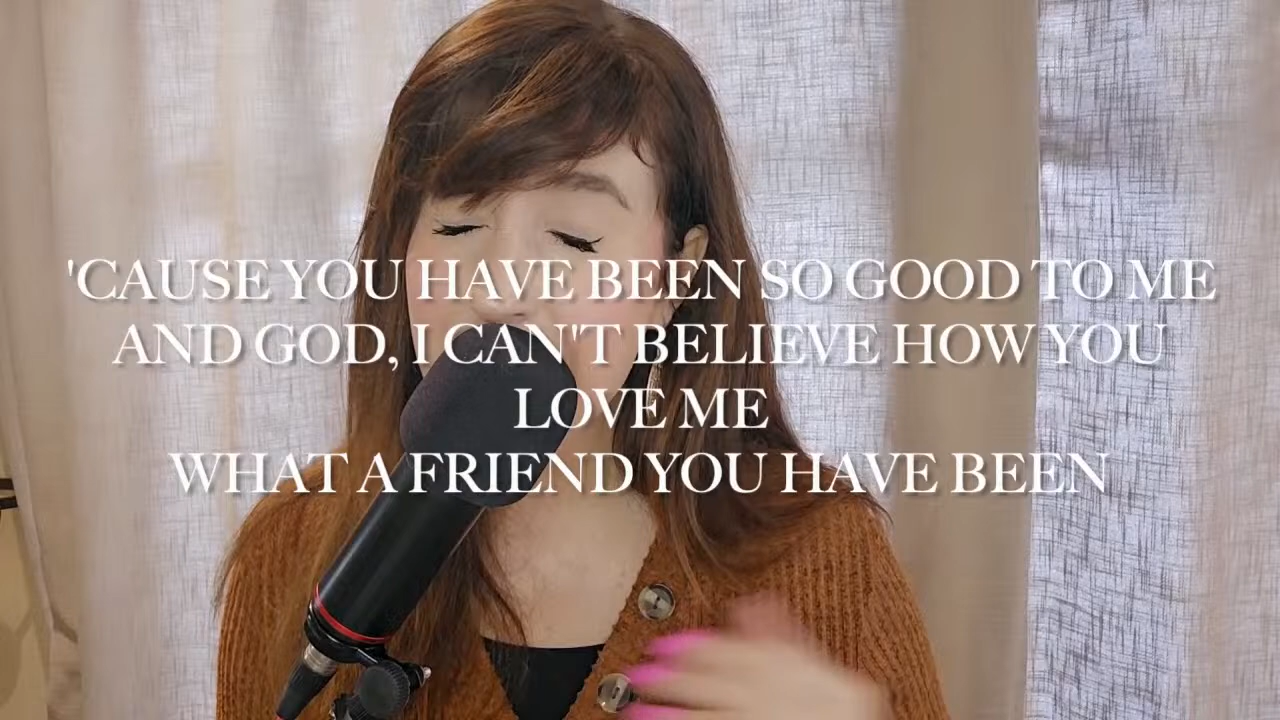 'CAUSE YOU HAVE BEEN SO GOOD TO ME
AND GOD, I CAN'T BELIEVE HOW YOU
LOVE ME
WHAT A FRIEND YOU HAVE BEEN